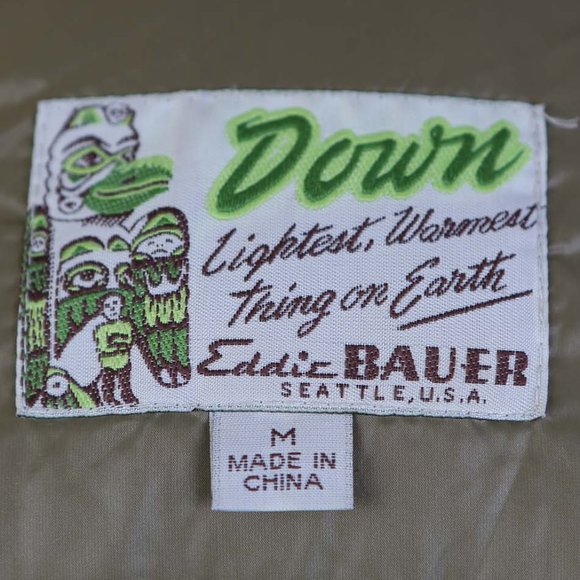 Down
Lightest, Warmest
thing on Earth
Eddie BAUER
SEATTLE, U.S.A.
M
MADE IN
CHINA